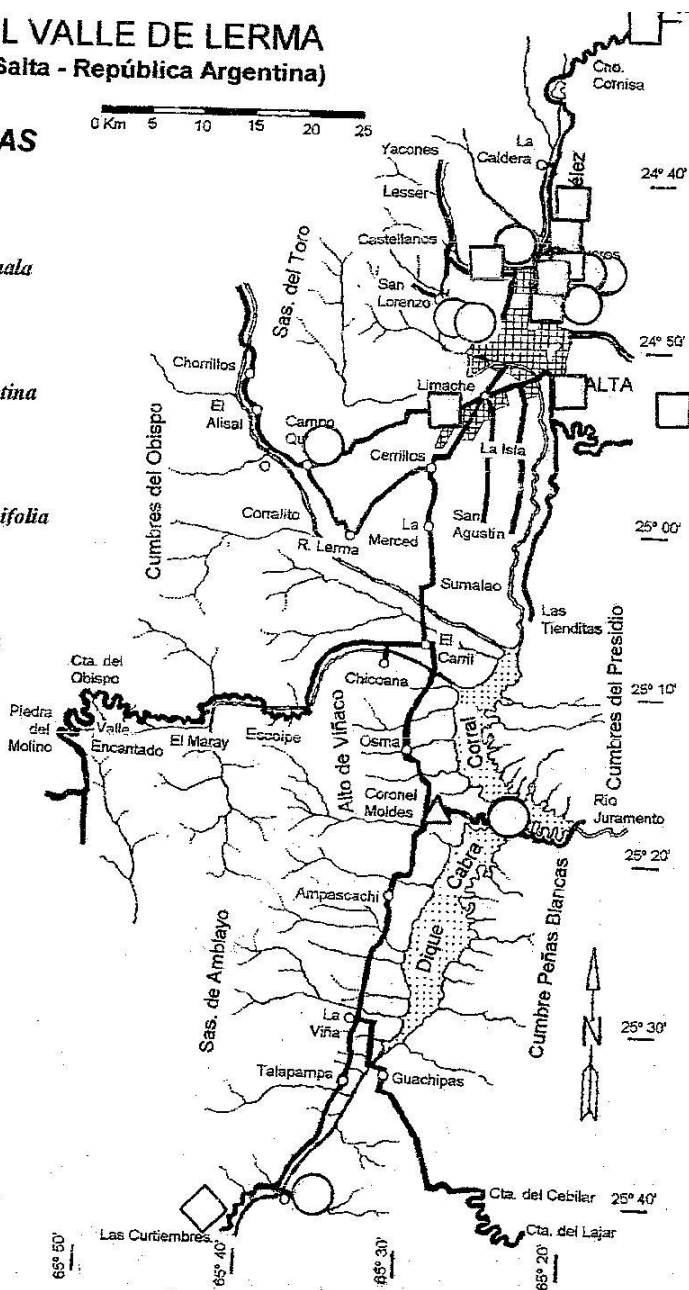 L VALLE DE LERMA
Salta - República Argentina)
0 Km 5 10 15 20 25
AS
ifolia
Cno.
Cornisa
La
Caldera
24° 40'
Yacones
Lesser
Castellanos
élez
Sas. del Toro
San
Lorenzo
24° 50'
Chorrillos
El
Alisal
Limache
ALTA
Campo
Qu
Cerrillos
La Isla
Cumbres del Obispo
Corralito
La
Merced
San
Agustín
25° 00'
R. Lerma
Sumalao
Las
Tienditas
El
Carril
Cta. del
Obispo
Chicoana
25° 10'
Piedra
del
Molino
Valle
Encantado
El Maray
Escoipe
Osma
Corral
Cumbres del Presidio
Alto de Viñaco
Coronel
Moldes
Río
Juramento
25° 20'
Cabra
Ampascachi
Sas. de Amblayo
Dique
Cumbre Peñas Blancas
La
Viña
N
25° 30'
Talapampa
Guachipas
Cta. del Cebilar
25° 40'
Las Curtiembres
Cta. del Lajar
65° 50'
65° 40'
65° 30'
65° 20'